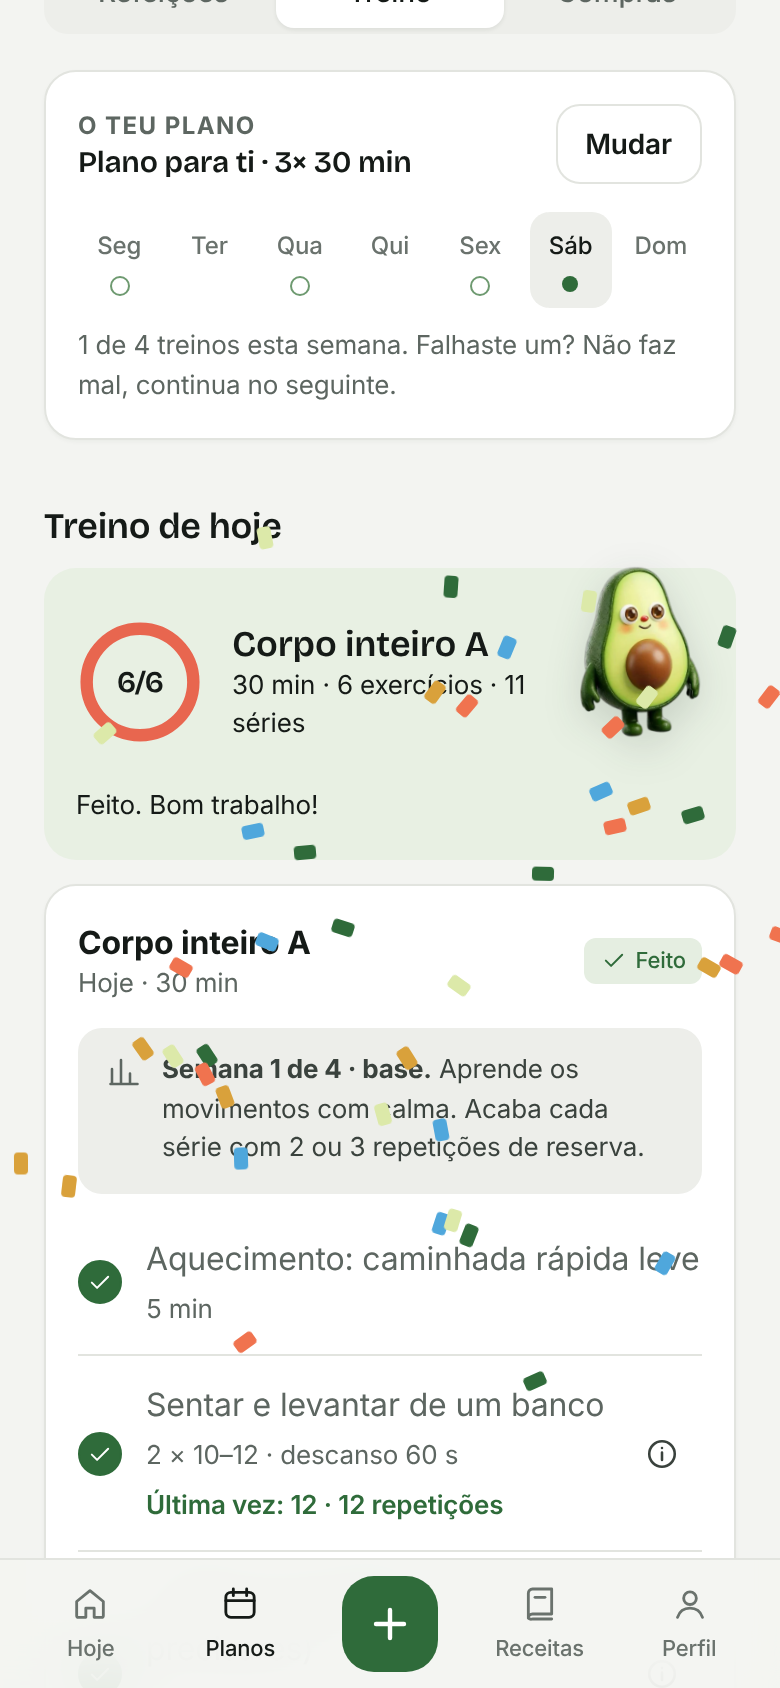 Refeições Treino Compras
O TEU PLANO
Plano para ti · 3× 30 min
Mudar
Seg Ter Qua Qui Sex Sáb Dom
1 de 4 treinos esta semana. Falhaste um? Não faz
mal, continua no seguinte.
Treino de hoje
6/6
Corpo inteiro A
30 min · 6 exercícios · 11
séries
Feito. Bom trabalho!
Corpo inteiro A
Hoje · 30 min
Feito
Semana 1 de 4 · base. Aprende os
movimentos com calma. Acaba cada
série com 2 ou 3 repetições de reserva.
Aquecimento: caminhada rápida leve
5 min
Sentar e levantar de um banco
2 × 10–12 · descanso 60 s
Última vez: 12 · 12 repetições
Hoje Planos Receitas Perfil